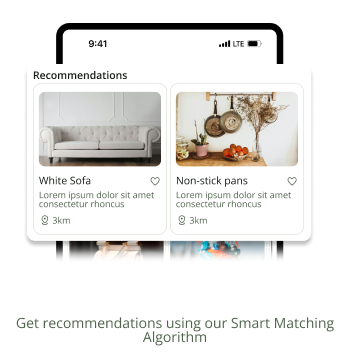 9:41 LTE
Recommendations
White Sofa
Lorem ipsum dolor sit amet
consectetur rhoncus
3km
Non-stick pans
Lorem ipsum dolor sit amet
consectetur rhoncus
3km
Get recommendations using our Smart Matching
Algorithm